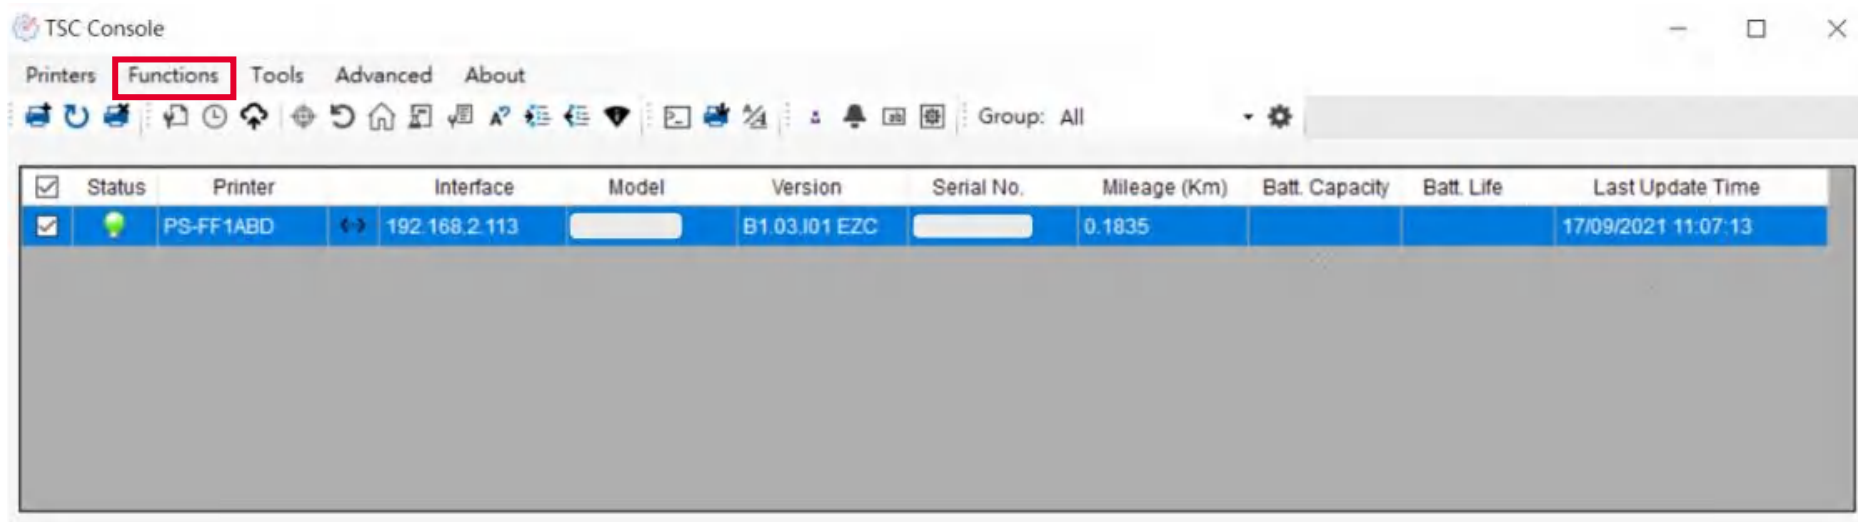 TSC Console
Printers Functions Tools Advanced About
Group: All
Status Printer Interface Model Version Serial No. Mileage (Km) Batt. Capacity Batt. Life Last Update Time
PS-FF1ABD 192.168.2.113 B1.03.I01 EZC 0.1835 17/09/2021 11:07:13